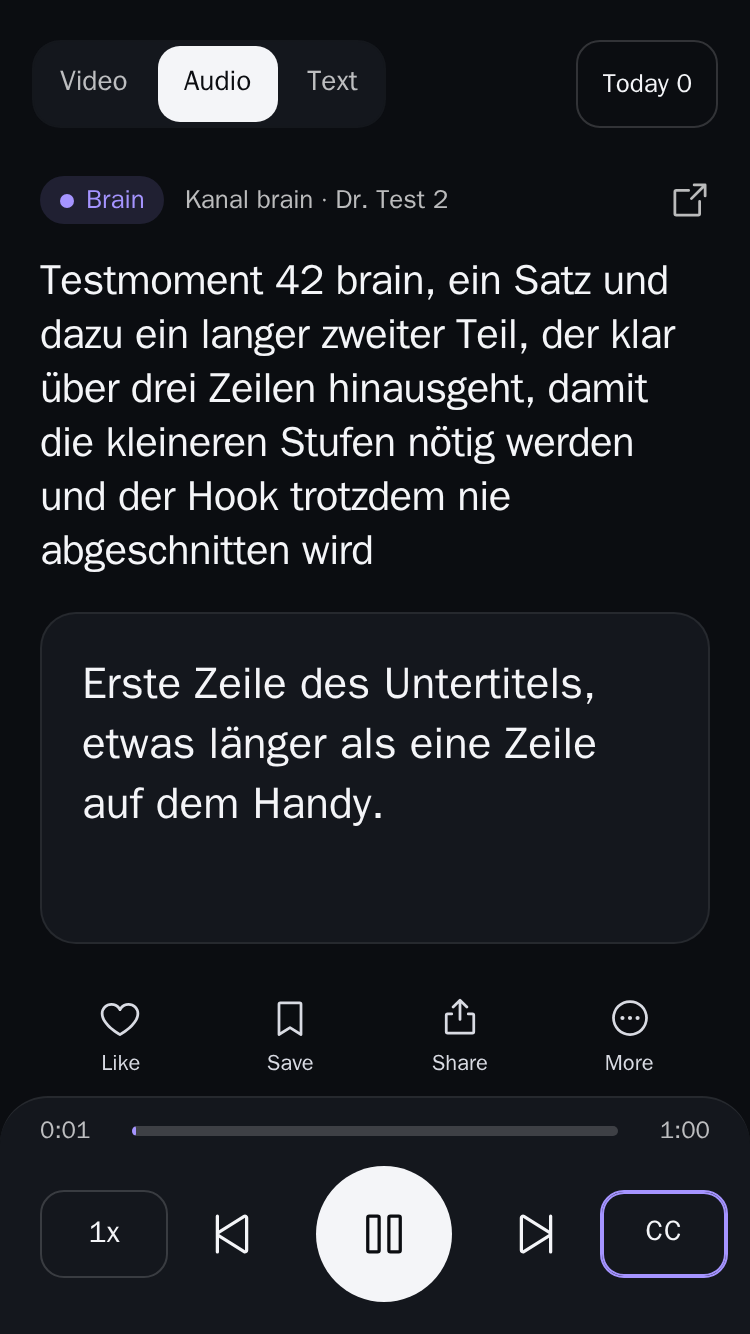 Video Audio Text Today 0
Brain Kanal brain · Dr. Test 2
Testmoment 42 brain, ein Satz und
dazu ein langer zweiter Teil, der klar
über drei Zeilen hinausgeht, damit
die kleineren Stufen nötig werden
und der Hook trotzdem nie
abgeschnitten wird
Erste Zeile des Untertitels,
etwas länger als eine Zeile
auf dem Handy.
Like Save Share More
0:01 1:00
1x CC